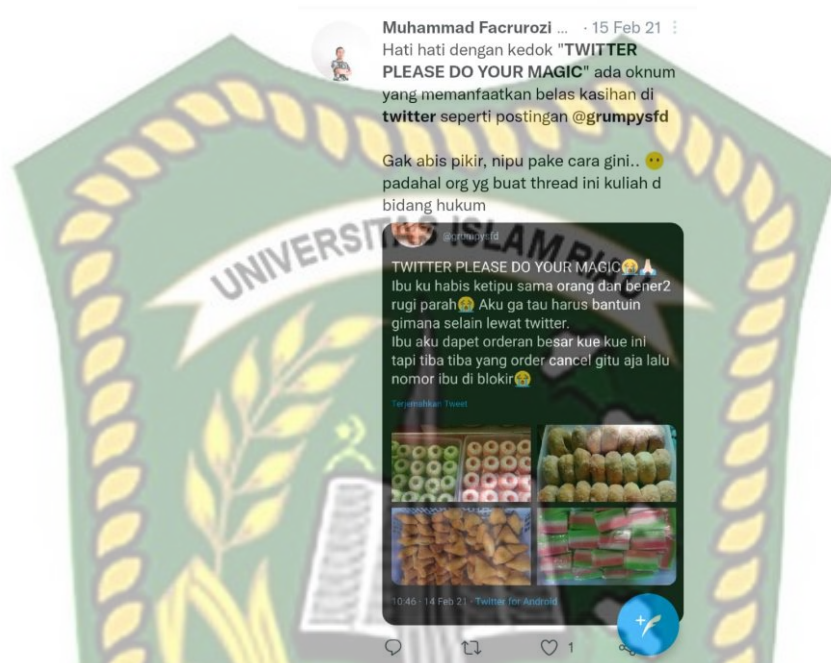 Muhammad Facrurozi ... · 15 Feb 21
Hati hati dengan kedok "TWITTER
PLEASE DO YOUR MAGIC" ada oknum
yang memanfaatkan belas kasihan di
twitter seperti postingan @grumpysfd
Gak abis pikir, nipu pake cara gini.. 😶
padahal org yg buat thread ini kuliah d
bidang hukum
UNIVERSITAS ISLAM RIAU
@grumpysfd
TWITTER PLEASE DO YOUR MAGIC😭🙏🏻
Ibu ku habis ketipu sama orang dan bener2
rugi parah😭 Aku ga tau harus bantuin
gimana selain lewat twitter.
Ibu aku dapet orderan besar kue kue ini
tapi tiba tiba yang order cancel gitu aja lalu
nomor ibu di blokir😭
Terjemahkan Tweet
10:46 · 14 Feb 21 · Twitter for Android
1